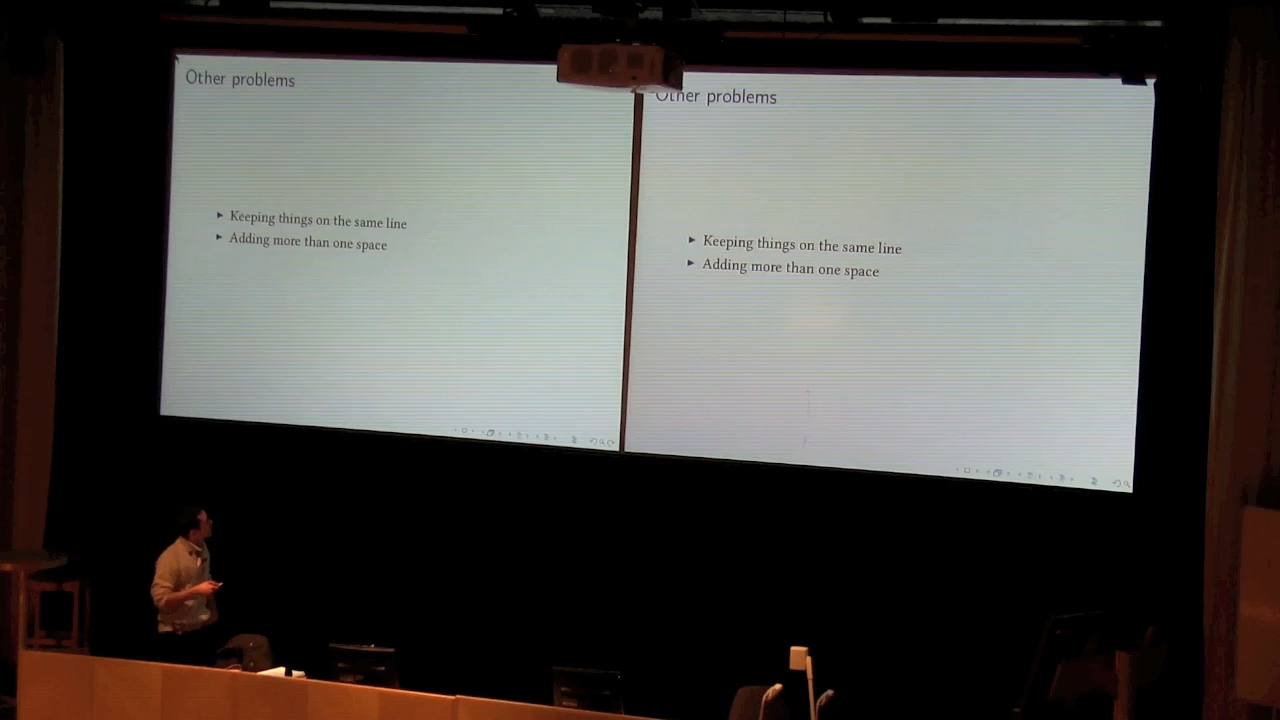 Other problems
Keeping things on the same line
Adding more than one space
Other problems
Keeping things on the same line
Adding more than one space